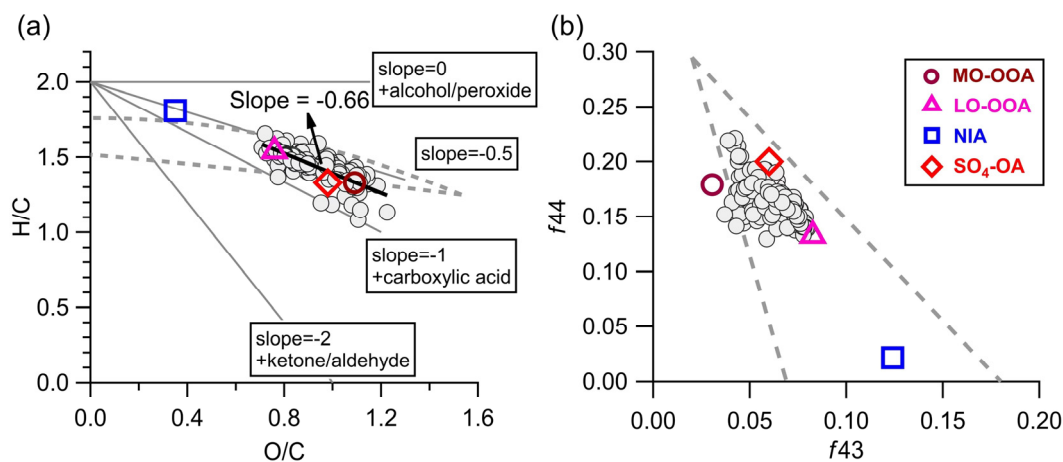 (a)
slope=0
+alcohol/peroxide
Slope = -0.66
slope=-0.5
slope=-1
+carboxylic acid
slope=-2
+ketone/aldehyde
2.0
1.5
1.0
0.5
0.0
H/C
0.0 0.4 0.8 1.2 1.6
O/C
(b)
MO-OOA
LO-OOA
NIA
SO₄-OA
0.30
0.25
0.20
0.15
0.10
0.05
0.00
f44
0.00 0.05 0.10 0.15 0.20
f43